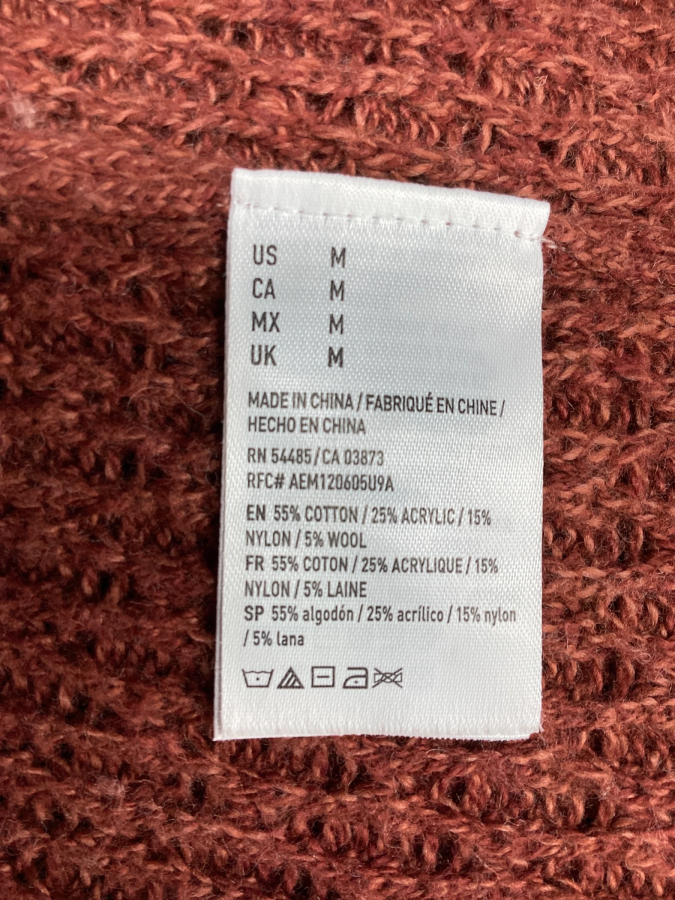 US M
CA M
MX M
UK M
MADE IN CHINA / FABRIQUÉ EN CHINE /
HECHO EN CHINA
RN 54485/CA 03873
RFC# AEM120605U9A
EN 55% COTTON / 25% ACRYLIC / 15%
NYLON / 5% WOOL
FR 55% COTON / 25% ACRYLIQUE / 15%
NYLON / 5% LAINE
SP 55% algodón / 25% acrílico / 15% nylon
/ 5% lana